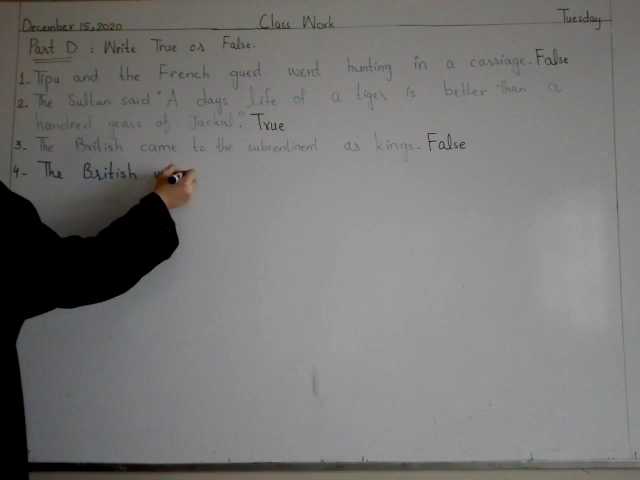 December 15, 2020 Class Work Tuesday
Part D : Write True or False.
1. Tipu and the French guest went hunting in a carriage. False
2. The Sultan said "A days life of a tiger is better than a
hundred years of Jackal". True
3. The British came to the subcontinent as kings. False
4- The British